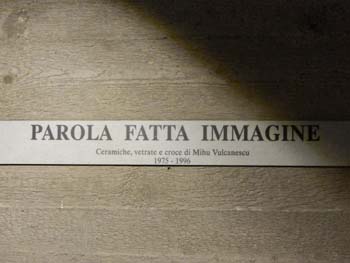 PAROLA FATTA IMMAGINE
Ceramiche, vetrate e croce di Mihu Vulcanescu
1975 - 1996